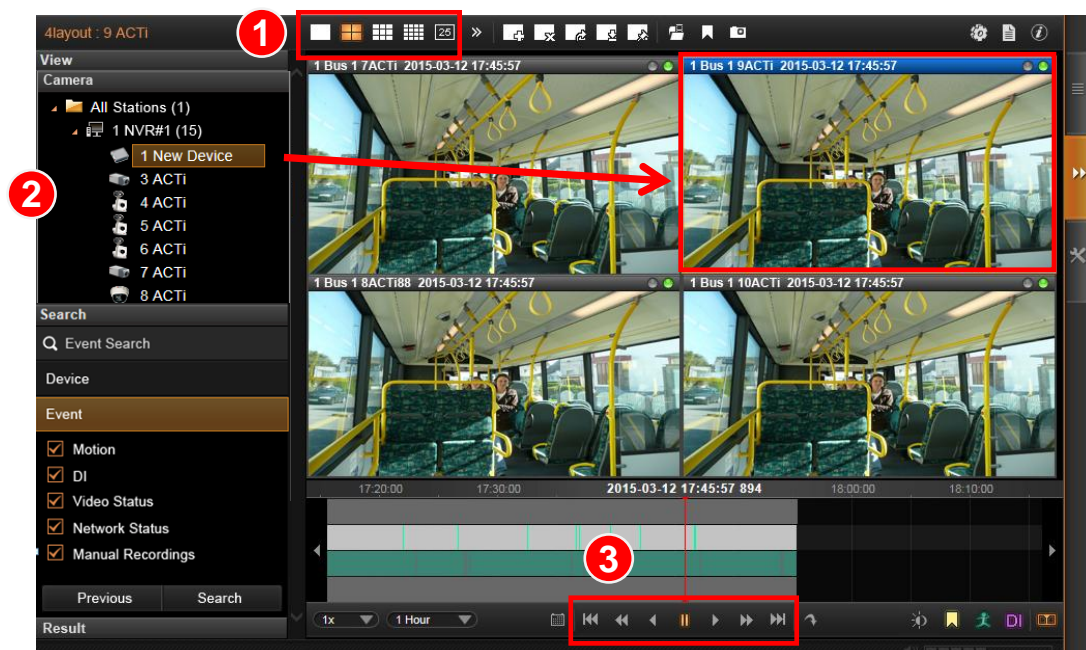 4layout : 9 ACTi
1
25
View
Camera
All Stations (1)
1 NVR#1 (15)
1 New Device
3 ACTi
4 ACTi
5 ACTi
6 ACTi
7 ACTi
8 ACTi
2
1 Bus 1 7ACTi 2015-03-12 17:45:57
1 Bus 1 9ACTi 2015-03-12 17:45:57
1 Bus 1 8ACTi88 2015-03-12 17:45:57
1 Bus 1 10ACTi 2015-03-12 17:45:57
Search
Event Search
Device
Event
Motion
DI
Video Status
Network Status
Manual Recordings
Previous Search
Result
17:20:00 17:30:00 2015-03-12 17:45:57 894 18:00:00 18:10:00
3
1x 1 Hour DI